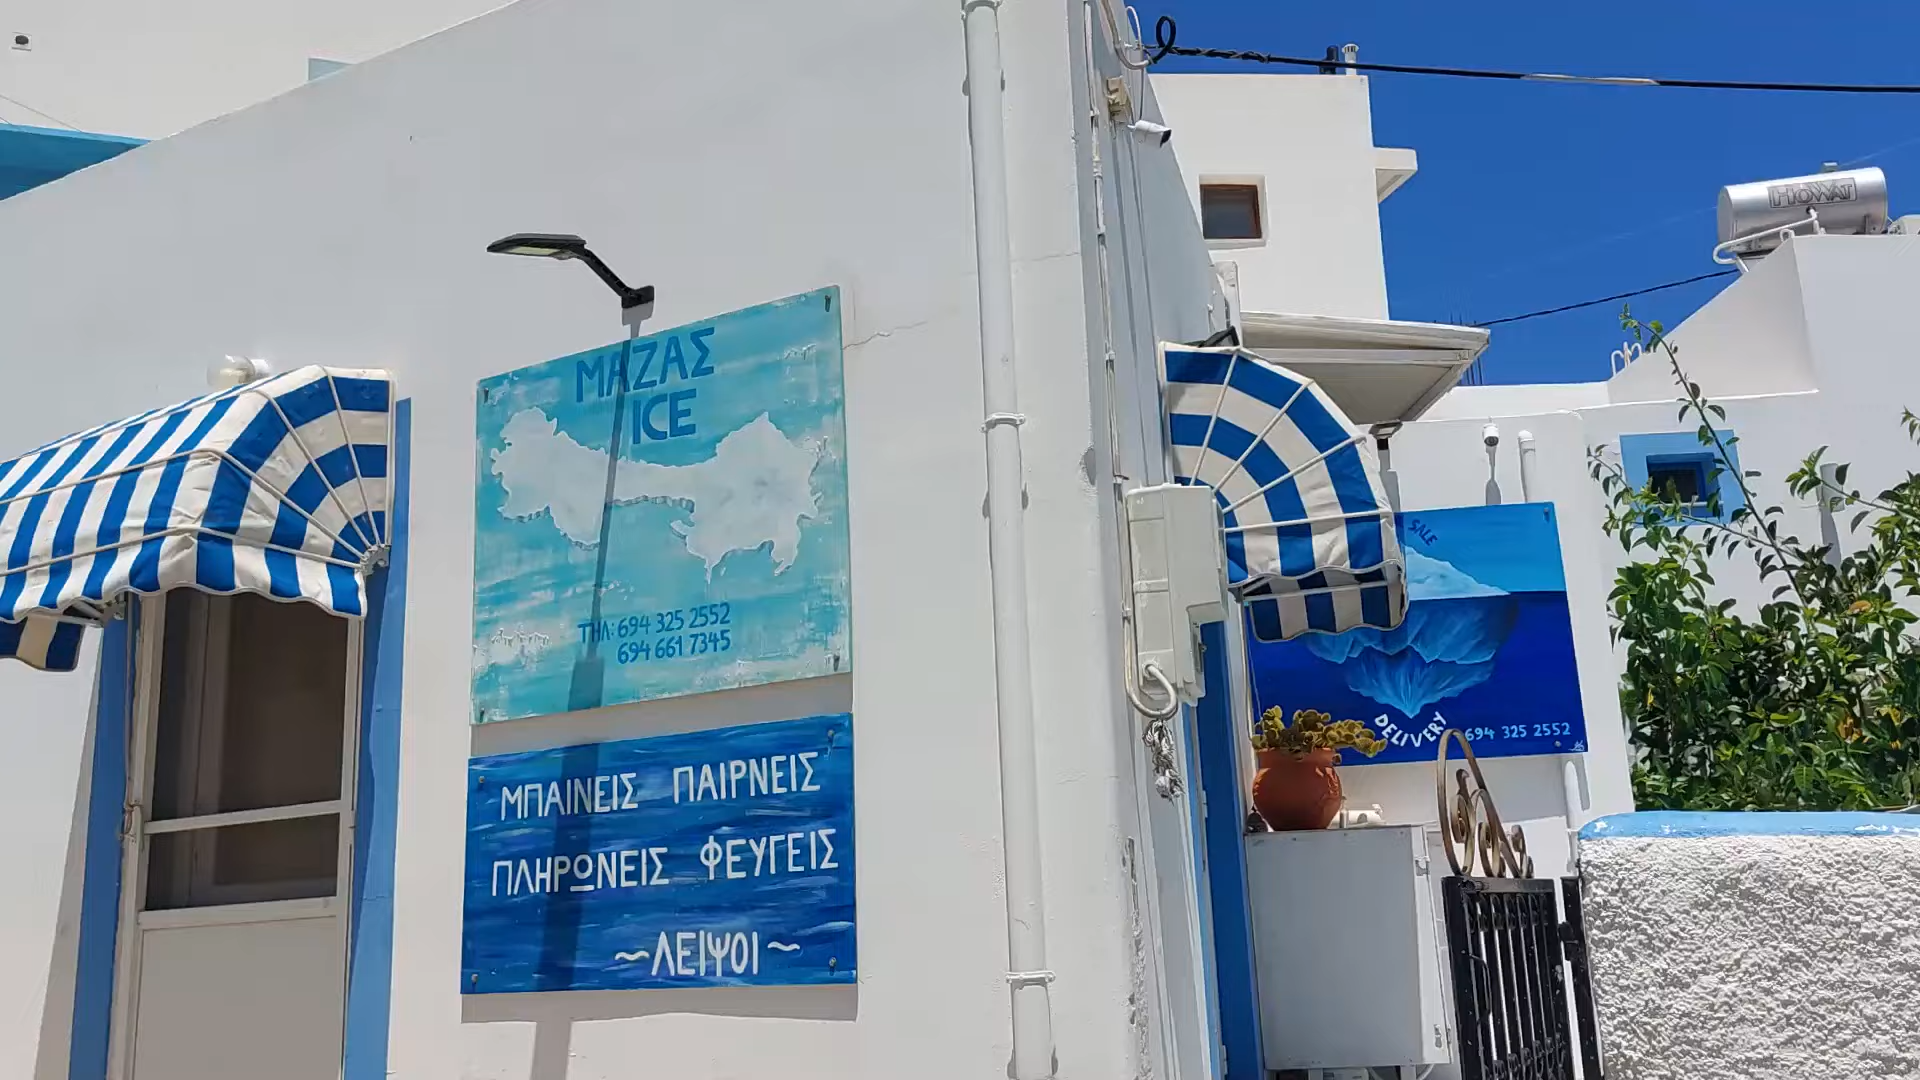 ΜΑΖΑΣ
ICE
ΤΗΛ: 694 325 2552
694 661 7345
ΜΠΑΙΝΕΙΣ ΠΑΙΡΝΕΙΣ
ΠΛΗΡΩΝΕΙΣ ΦΕΥΓΕΙΣ
~ΛΕΙΨΟΙ~
SALE
DELIVERY
694 325 2552
HOWAT